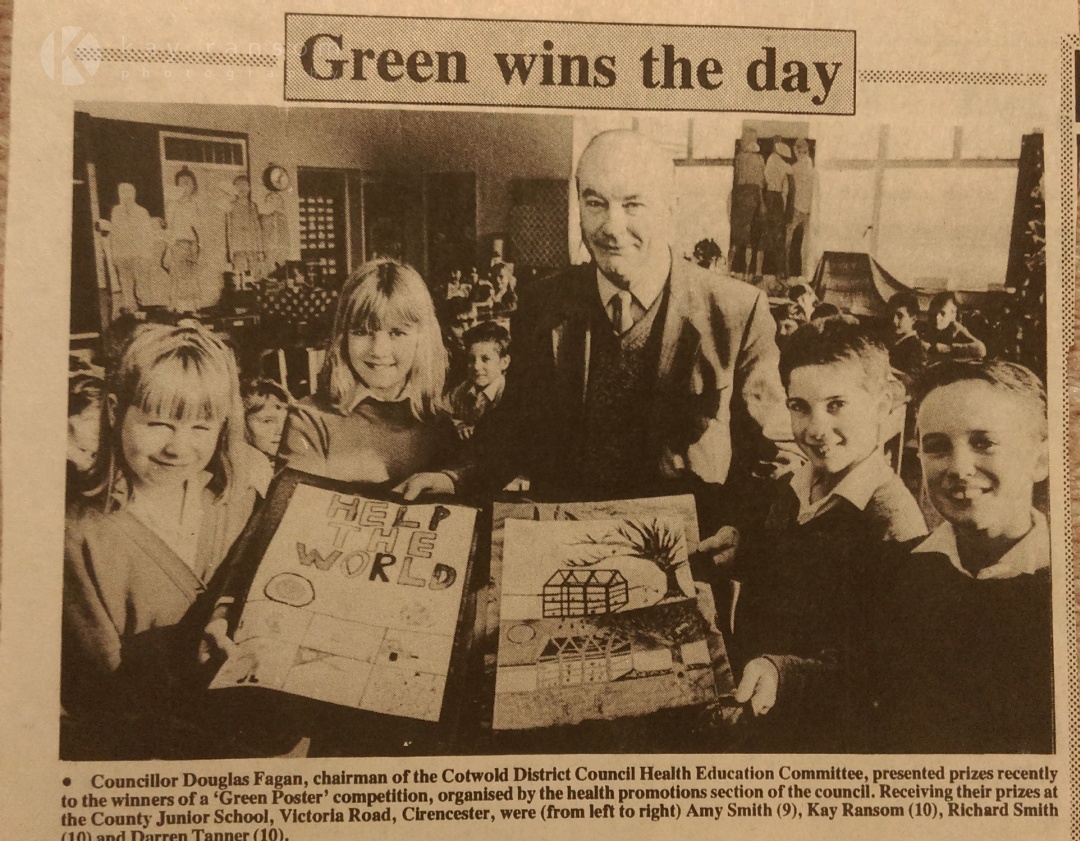 Green wins the day
kay ransom
photogra
HELP
THE
WORLD
• Councillor Douglas Fagan, chairman of the Cotwold District Council Health Education Committee, presented prizes recently
to the winners of a ‘Green Poster’ competition, organised by the health promotions section of the council. Receiving their prizes at
the County Junior School, Victoria Road, Cirencester, were (from left to right) Amy Smith (9), Kay Ransom (10), Richard Smith
(10) and Darren Tanner (10).